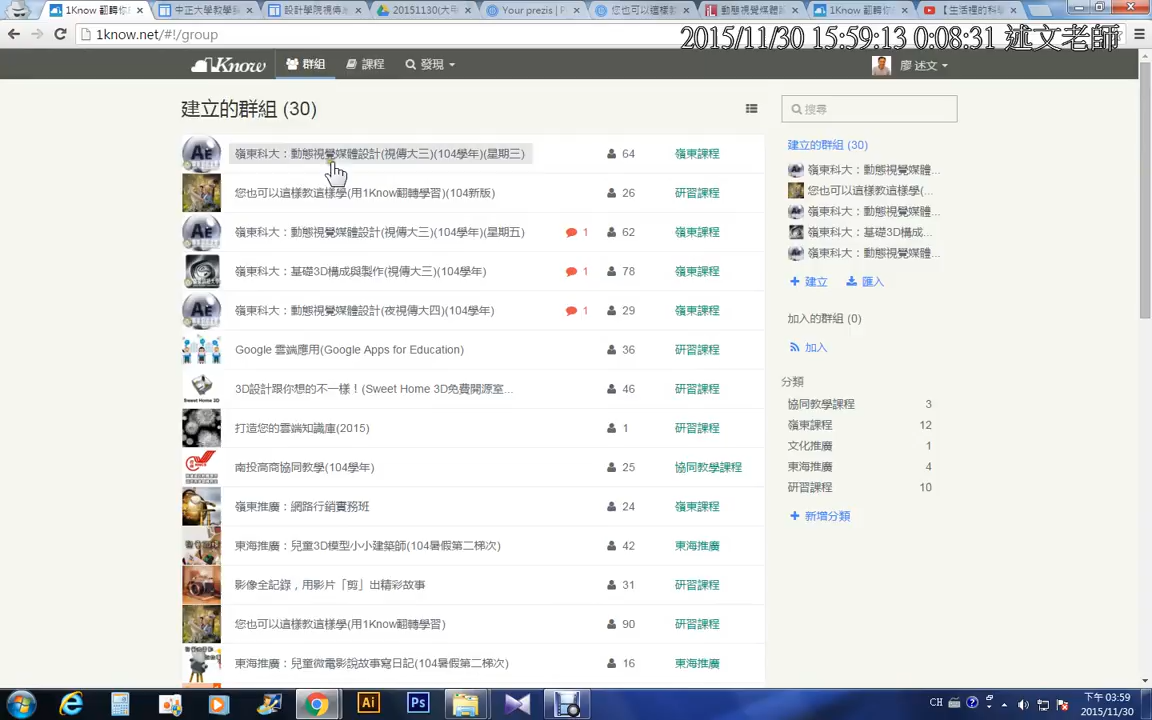 1Know 翻轉你
中正大學教學
設計學院視傳
20151130(大可
Your prezis | P
您也可以這樣
動態視覺媒體
1Know 翻轉你
【生活裡的科
1know.net/#!/group
2015/11/30 15:59:13 0:08:31 述文老師
1Know 群組 課程 發現 廖 述文
建立的群組 (30)
搜尋
嶺東科大：動態視覺媒體設計(視傳大三)(104學年)(星期三) 64 嶺東課程
您也可以這樣教這樣學(用1Know翻轉學習)(104新版) 26 研習課程
嶺東科大：動態視覺媒體設計(視傳大三)(104學年)(星期五) 1 62 嶺東課程
嶺東科大：基礎3D構成與製作(視傳大三)(104學年) 1 78 嶺東課程
嶺東科大：動態視覺媒體設計(夜視傳大四)(104學年) 1 29 嶺東課程
Google 雲端應用(Google Apps for Education) 36 研習課程
3D設計跟你想的不一樣！(Sweet Home 3D免費開源室... 46 研習課程
打造您的雲端知識庫(2015) 1 研習課程
南投高商協同教學(104學年) 25 協同教學課程
嶺東推廣：網路行銷實務班 24 嶺東課程
東海推廣：兒童3D模型小小建築師(104暑假第二梯次) 42 東海推廣
影像全記錄，用影片「剪」出精彩故事 31 研習課程
您也可以這樣教這樣學(用1Know翻轉學習) 90 研習課程
東海推廣：兒童微電影說故事寫日記(104暑假第二梯次) 16 東海推廣
建立的群組 (30)
嶺東科大：動態視覺媒體...
您也可以這樣教這樣學(...
嶺東科大：動態視覺媒體...
嶺東科大：基礎3D構成...
嶺東科大：動態視覺媒體...
建立 匯入
加入的群組 (0)
加入
分類
協同教學課程 3
嶺東課程 12
文化推廣 1
東海推廣 4
研習課程 10
新增分類
Ai
Ps
CH
下午 03:59
2015/11/30